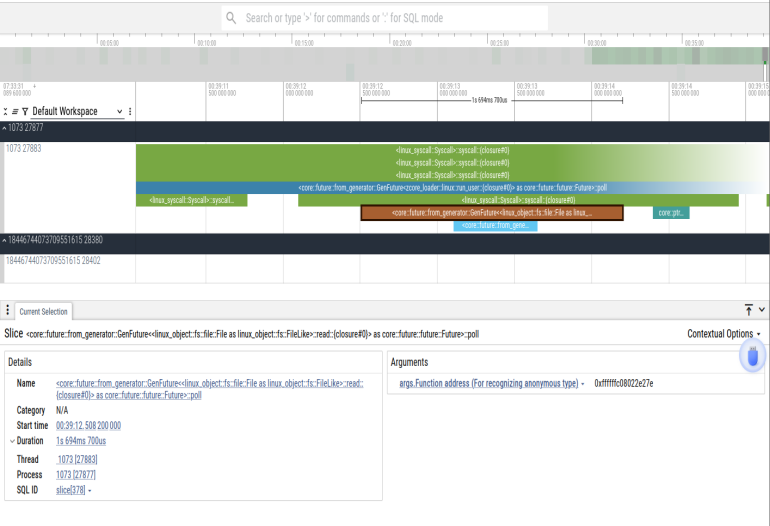 Search or type '>' for commands or ':' for SQL mode
00:05:00 00:10:00 00:15:00 00:20:00 00:25:00 00:30:00 00:35:00
07:33:31 + 00:39:11 00:39:12 00:39:12 00:39:13 00:39:13 00:39:14 00:39:14 00:39:15
099 600 000 500 000 000 000 000 000 500 000 000 000 000 000 500 000 000 000 000 000 500 000 000 000 000 0
1s 694ms 700us
Default Workspace
1073 27877
1073 27883
<linux_syscall::Syscall>::syscall::{closure#0}
<linux_syscall::Syscall>::syscall::{closure#0}
<linux_syscall::Syscall>::syscall::{closure#0}
<core::future::from_generator::GenFuture<core_loader::linux::run_user::{closure#0}> as core::future::future::Future>::poll
<linux_syscall::Syscall>::syscall... <linux_syscall::Syscall>::syscall::{closure#0}
<core::future::from_generator::GenFuture<<linux_object::fs::file::File as linux_... core::ptr...
<core::future::from_gene...
18446744073709551615 28380
18446744073709551615 28402
Current Selection
Slice <core::future::from_generator::GenFuture<<linux_object::fs::file::File as linux_object::fs::FileLike>::read::{closure#0}> as core::future::future::Future>::poll Contextual Options
Details
Name <core::future::from_generator::GenFuture<<linux_object::fs::file::File as linux_object::fs::FileLike>::read::
{closure#0}> as core::future::future::Future>::poll
Category N/A
Start time 00:39:12.508 200 000
Duration 1s 694ms 700us
Thread 1073 [27883]
Process 1073 [27877]
SQL ID slice[378]
Arguments
args.Function address (For recognizing anonymous type) 0xffffffc08022e27e